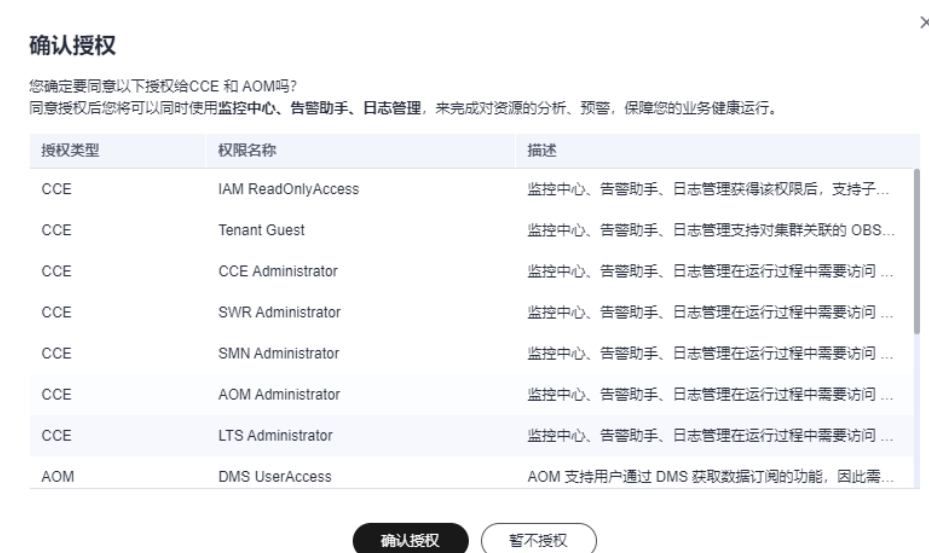 确认授权
您确定要同意以下授权给CCE 和 AOM吗?
同意授权后您将可以同时使用监控中心、告警助手、日志管理，来完成对资源的分析、预警，保障您的业务健康运行。
授权类型 权限名称 描述
CCE IAM ReadOnlyAccess 监控中心、告警助手、日志管理获得该权限后，支持子...
CCE Tenant Guest 监控中心、告警助手、日志管理支持对集群关联的 OBS...
CCE CCE Administrator 监控中心、告警助手、日志管理在运行过程中需要访问 ...
CCE SWR Administrator 监控中心、告警助手、日志管理在运行过程中需要访问 ...
CCE SMN Administrator 监控中心、告警助手、日志管理在运行过程中需要访问 ...
CCE AOM Administrator 监控中心、告警助手、日志管理在运行过程中需要访问 ...
CCE LTS Administrator 监控中心、告警助手、日志管理在运行过程中需要访问 ...
AOM DMS UserAccess AOM 支持用户通过 DMS 获取数据订阅的功能，因此需...
确认授权 暂不授权